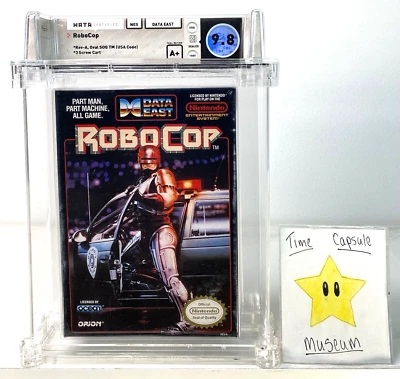 WATA
NES
DATA EAST
RoboCop
*Rev-A, Oval SOQ TM (USA Code)
*3 Screw Cart
A+
9.8
PART MAN,
PART MACHINE,
ALL GAME.
DATA
EAST
LICENSED BY NINTENDO
FOR PLAY ON THE
Nintendo
ENTERTAINMENT
SYSTEM
ROBOCOP
TM
LICENSED BY
ocean
ORION
Official
Nintendo
Seal of Quality
Time Capsule
Museum